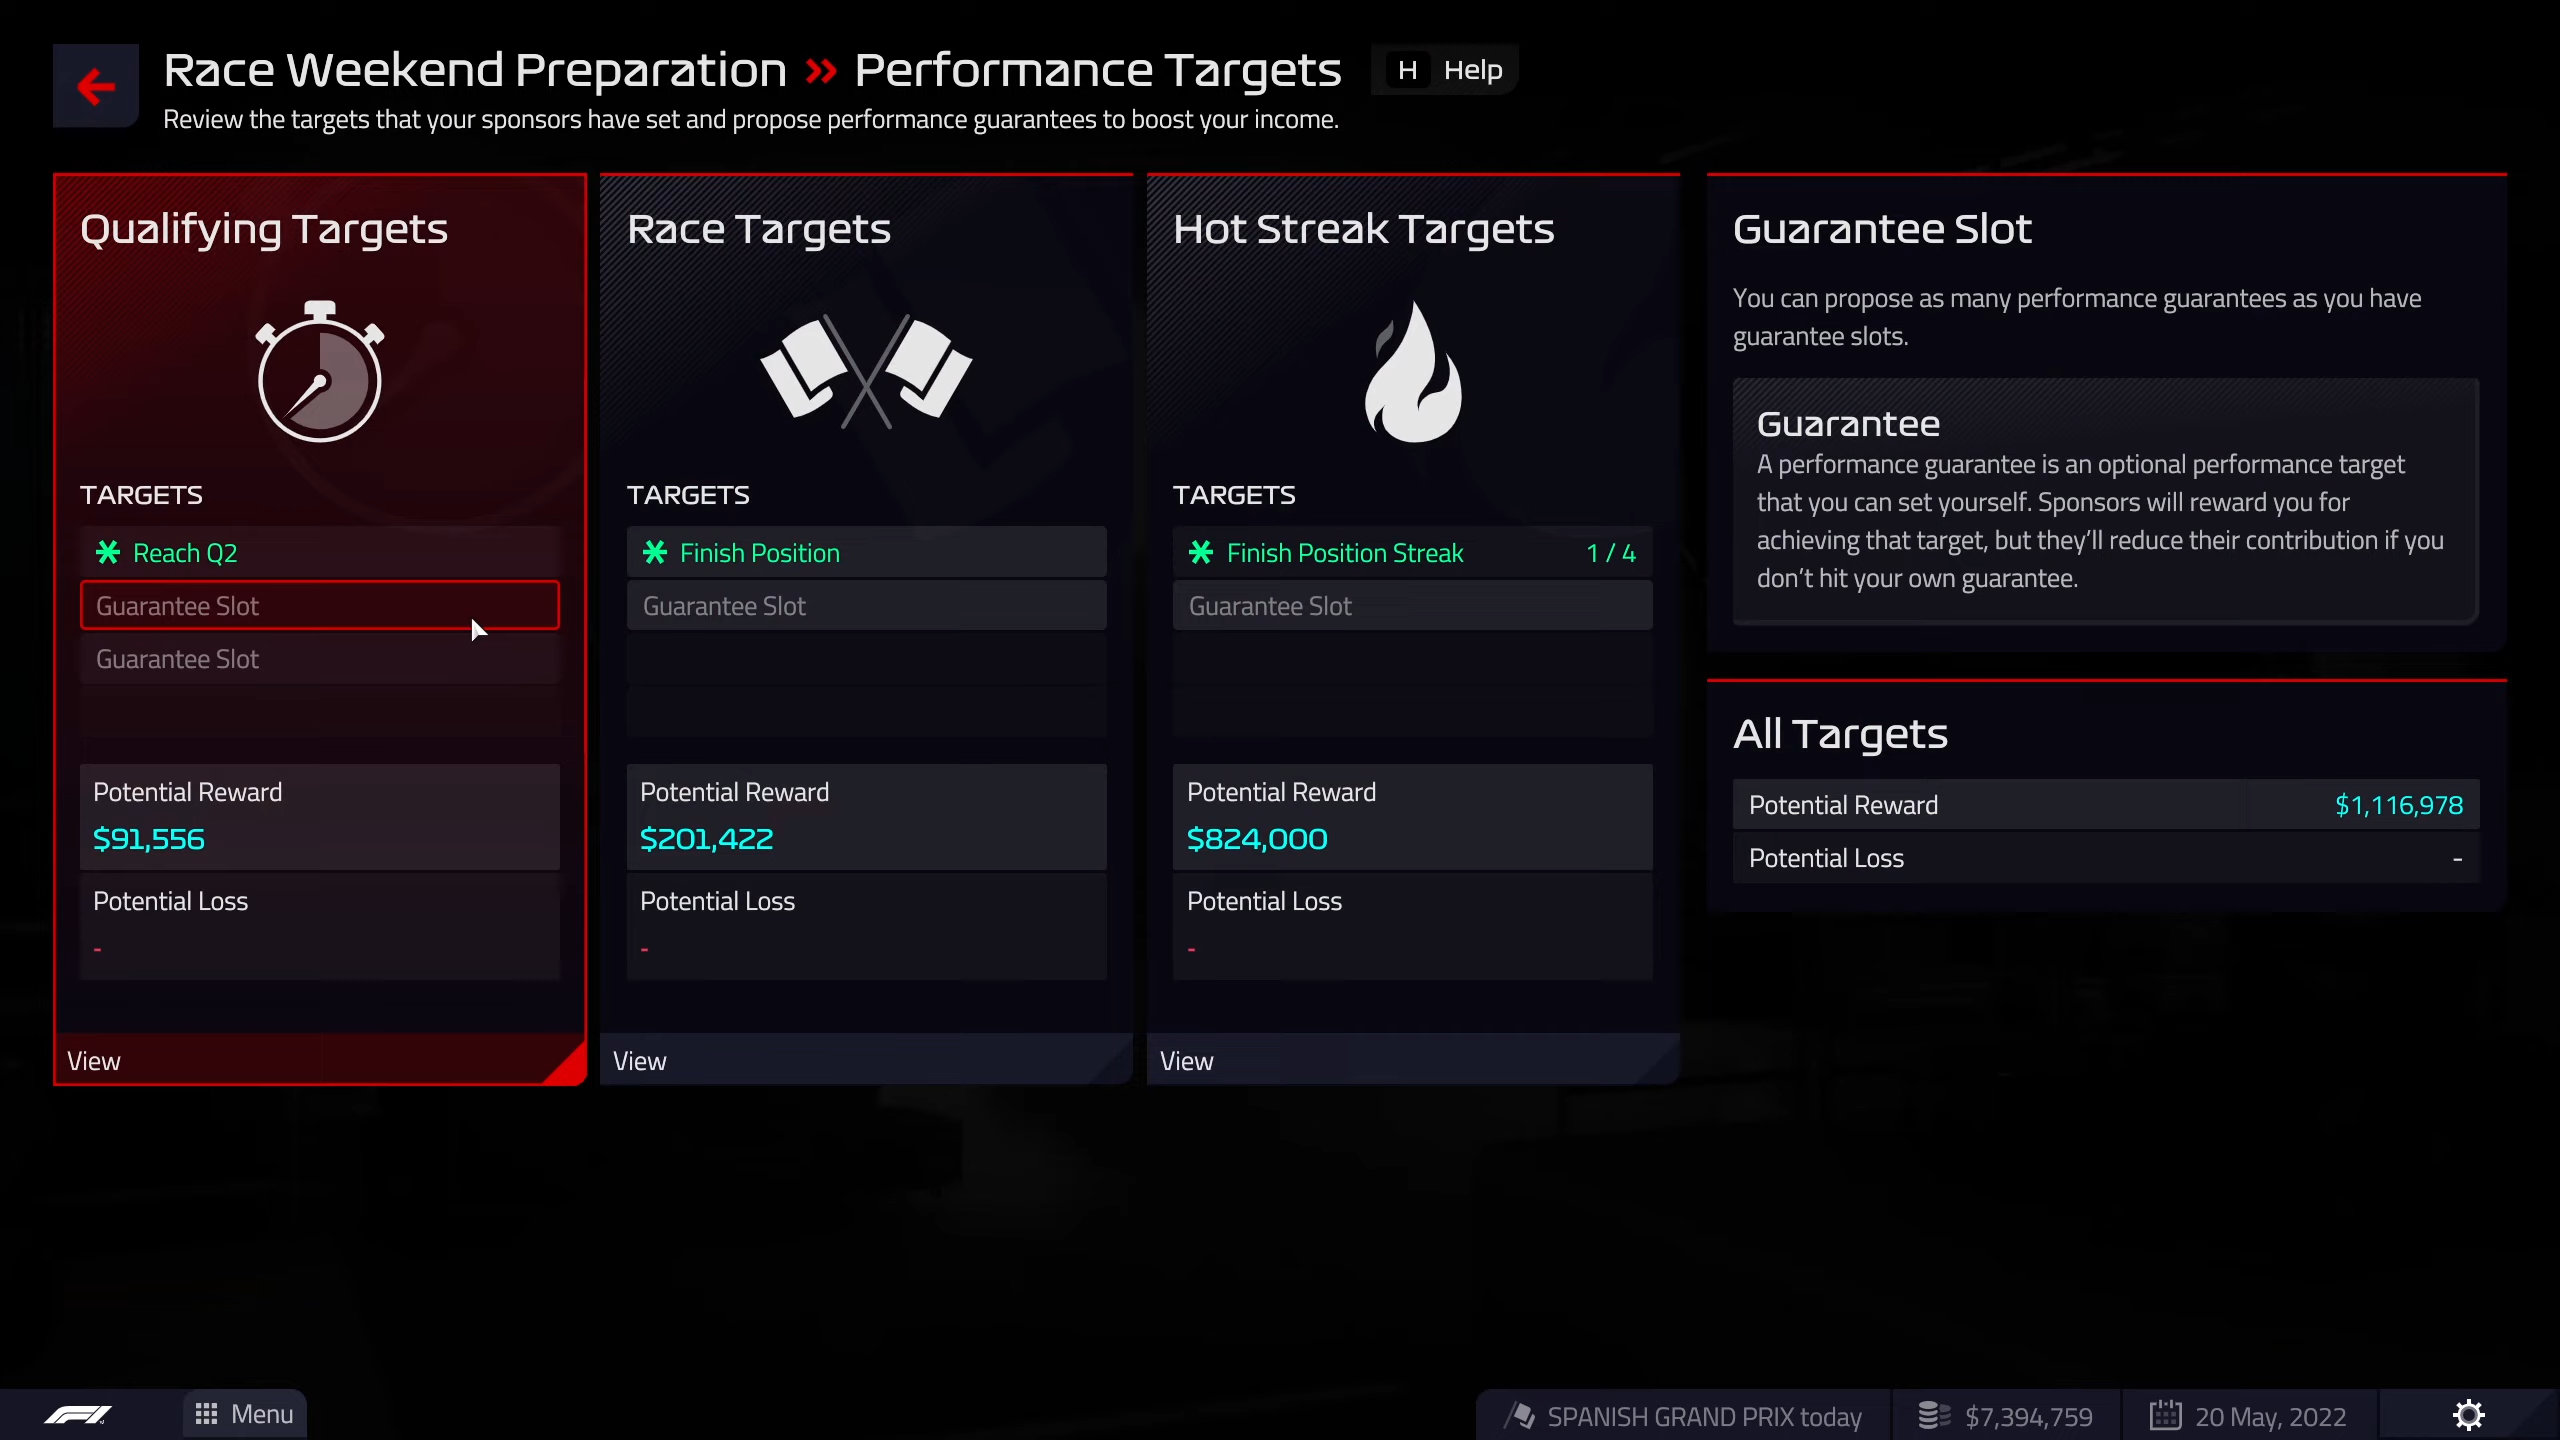 Race Weekend Preparation » Performance Targets
H Help
Review the targets that your sponsors have set and propose performance guarantees to boost your income.
Qualifying Targets
TARGETS
Reach Q2
Guarantee Slot
Guarantee Slot
Potential Reward
$91,556
Potential Loss
-
View
Race Targets
TARGETS
Finish Position
Guarantee Slot
Potential Reward
$201,422
Potential Loss
-
View
Hot Streak Targets
TARGETS
Finish Position Streak 1 / 4
Guarantee Slot
Potential Reward
$824,000
Potential Loss
-
View
Guarantee Slot
You can propose as many performance guarantees as you have
guarantee slots.
Guarantee
A performance guarantee is an optional performance target
that you can set yourself. Sponsors will reward you for
achieving that target, but they’ll reduce their contribution if you
don’t hit your own guarantee.
All Targets
Potential Reward $1,116,978
Potential Loss -
F1
Menu
SPANISH GRAND PRIX today
$7,394,759
20 May, 2022